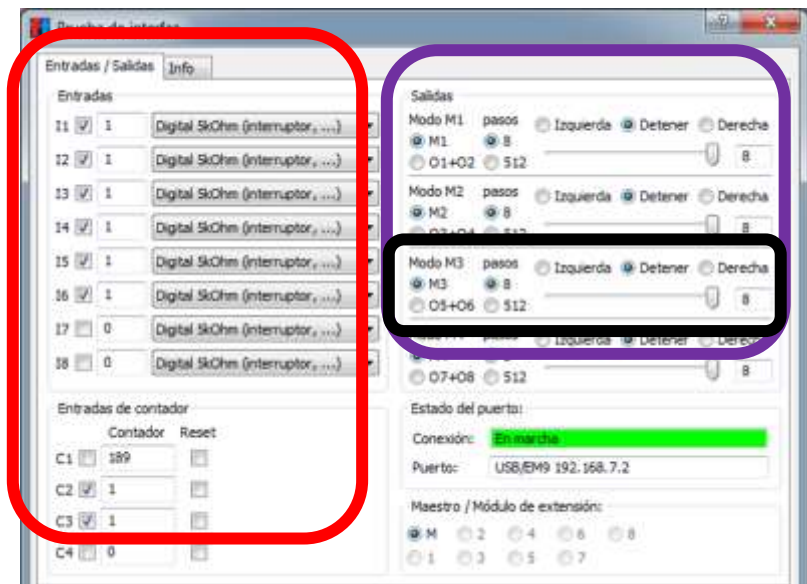 Prueba de interfaz
Entradas / Salidas Info
Entradas
I1 1 Digital 5kOhm (interruptor, ...)
I2 1 Digital 5kOhm (interruptor, ...)
I3 1 Digital 5kOhm (interruptor, ...)
I4 1 Digital 5kOhm (interruptor, ...)
I5 1 Digital 5kOhm (interruptor, ...)
I6 1 Digital 5kOhm (interruptor, ...)
I7 0 Digital 5kOhm (interruptor, ...)
I8 0 Digital 5kOhm (interruptor, ...)
Entradas de contador
Contador Reset
C1 189
C2 1
C3 1
C4 0
Salidas
Modo M1 pasos Izquierda Detener Derecha
M1 8
O1+O2 512 8
Modo M2 pasos Izquierda Detener Derecha
M2 8
O3+O4 512 8
Modo M3 pasos Izquierda Detener Derecha
M3 8
O5+O6 512 8
Izquierda Detener Derecha
O7+O8 512 8
Estado del puerto:
Conexión: En marcha
Puerto: USB/EM9 192.168.7.2
Maestro / Módulo de extensión:
M 2 4 6 8
1 3 5 7